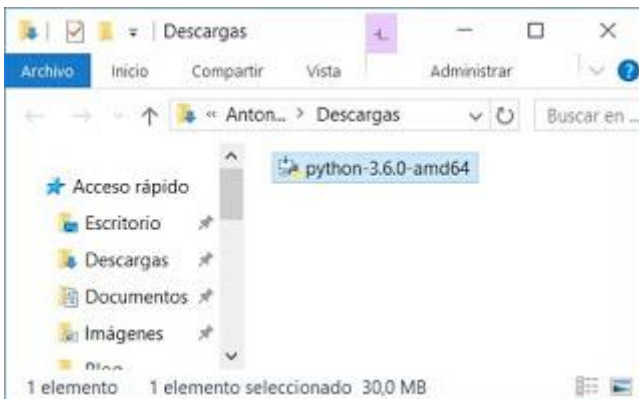 Descargas
Archivo Inicio Compartir Vista Administrar
« Anton... > Descargas Buscar en ...
python-3.6.0-amd64
Acceso rápido
Escritorio
Descargas
Documentos
Imágenes
1 elemento 1 elemento seleccionado 30,0 MB